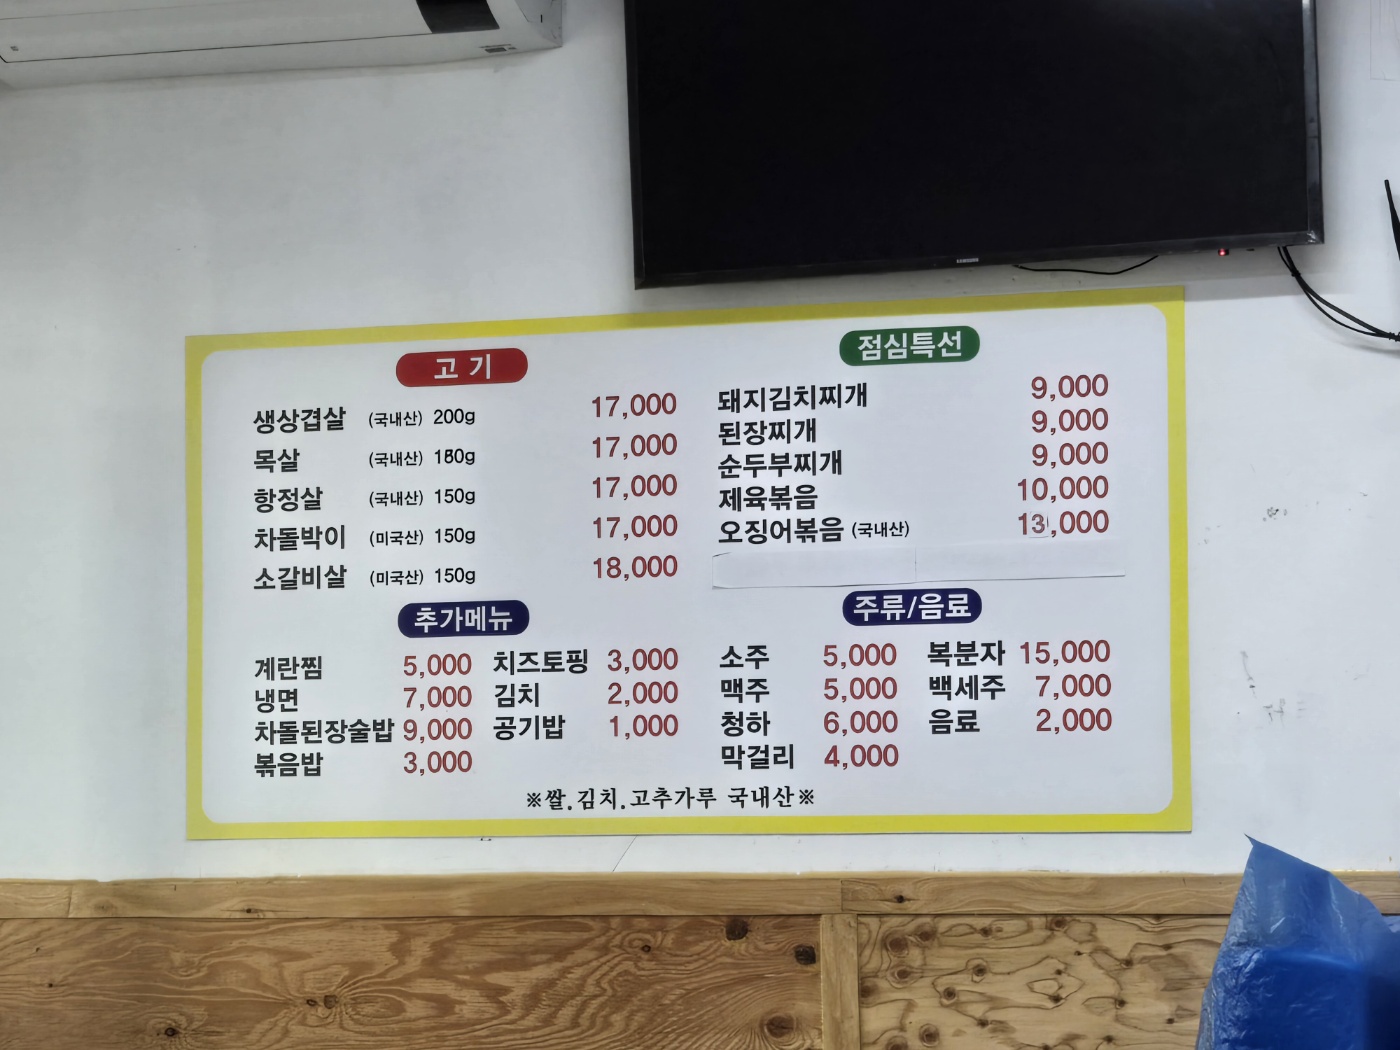 고기
생상겹살 (국내산) 200g 17,000
목살 (국내산) 180g 17,000
항정살 (국내산) 150g 17,000
차돌박이 (미국산) 150g 17,000
소갈비살 (미국산) 150g 18,000
점심특선
돼지김치찌개 9,000
된장찌개 9,000
순두부찌개 9,000
제육볶음 10,000
오징어볶음 (국내산) 13,000
추가메뉴
계란찜 5,000 치즈토핑 3,000
냉면 7,000 김치 2,000
차돌된장술밥 9,000 공기밥 1,000
볶음밥 3,000
주류/음료
소주 5,000 복분자 15,000
맥주 5,000 백세주 7,000
청하 6,000 음료 2,000
막걸리 4,000
※쌀.김치.고추가루 국내산※